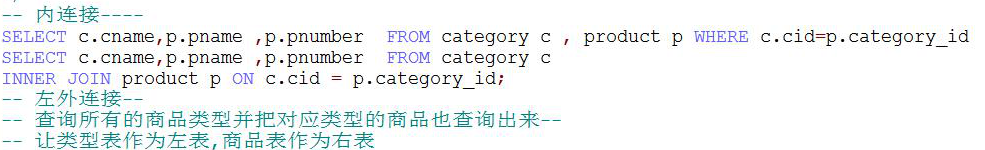 -- 内连接----
SELECT c.cname,p.pname ,p.pnumber  FROM category c , product p WHERE c.cid=p.category_id
SELECT c.cname,p.pname ,p.pnumber  FROM category c
INNER JOIN product p ON c.cid = p.category_id;
-- 左外连接--
-- 查询所有的商品类型并把对应类型的商品也查询出来--
-- 让类型表作为左表,商品表作为右表